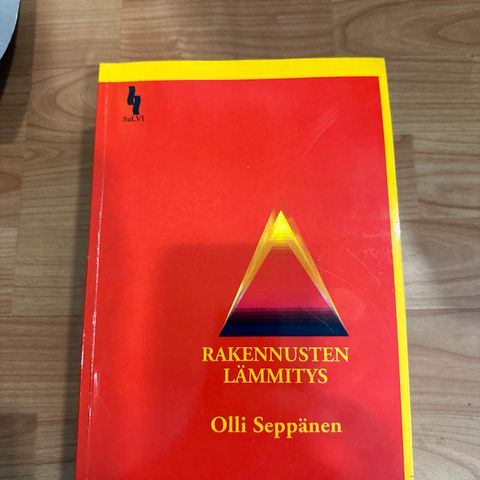 SuLVI
RAKENNUSTEN
LÄMMITYS
Olli Seppänen